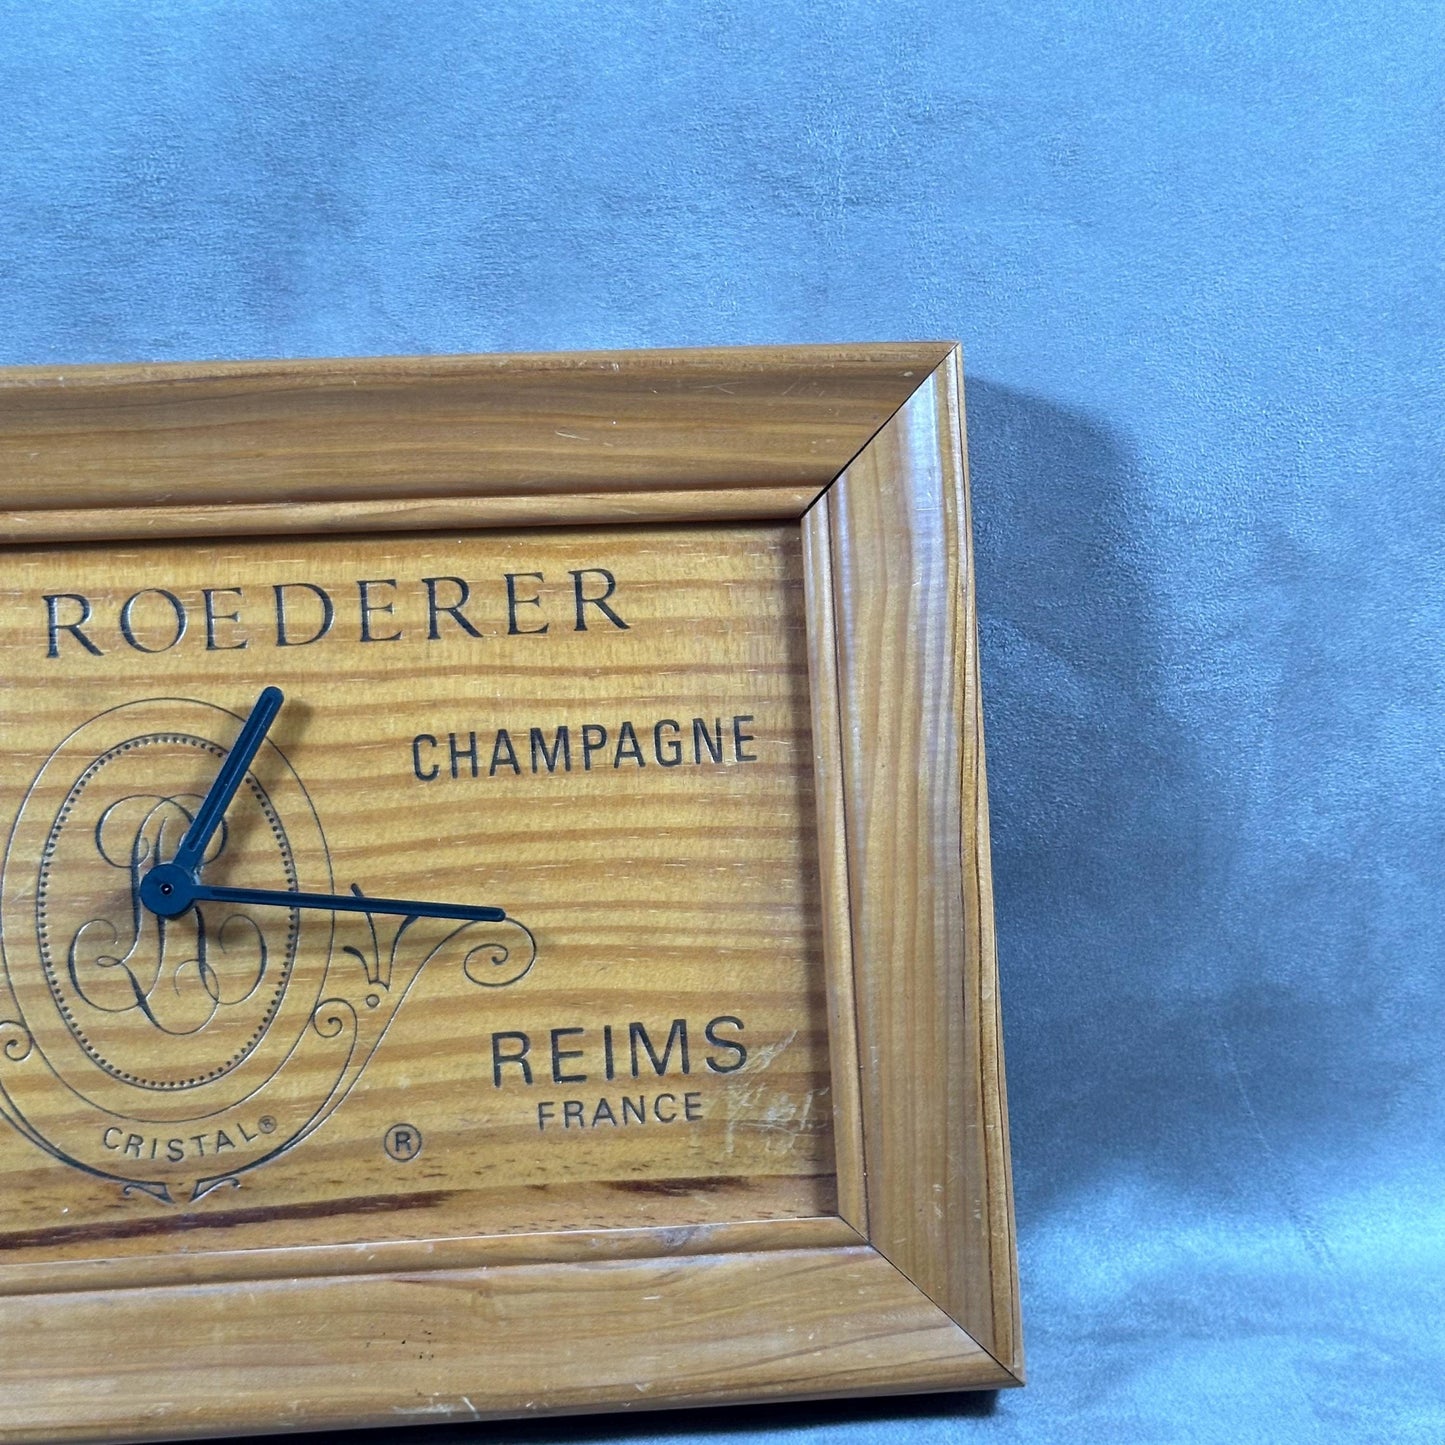 ROEDERER
CHAMPAGNE
REIMS
FRANCE
CRISTAL®
®